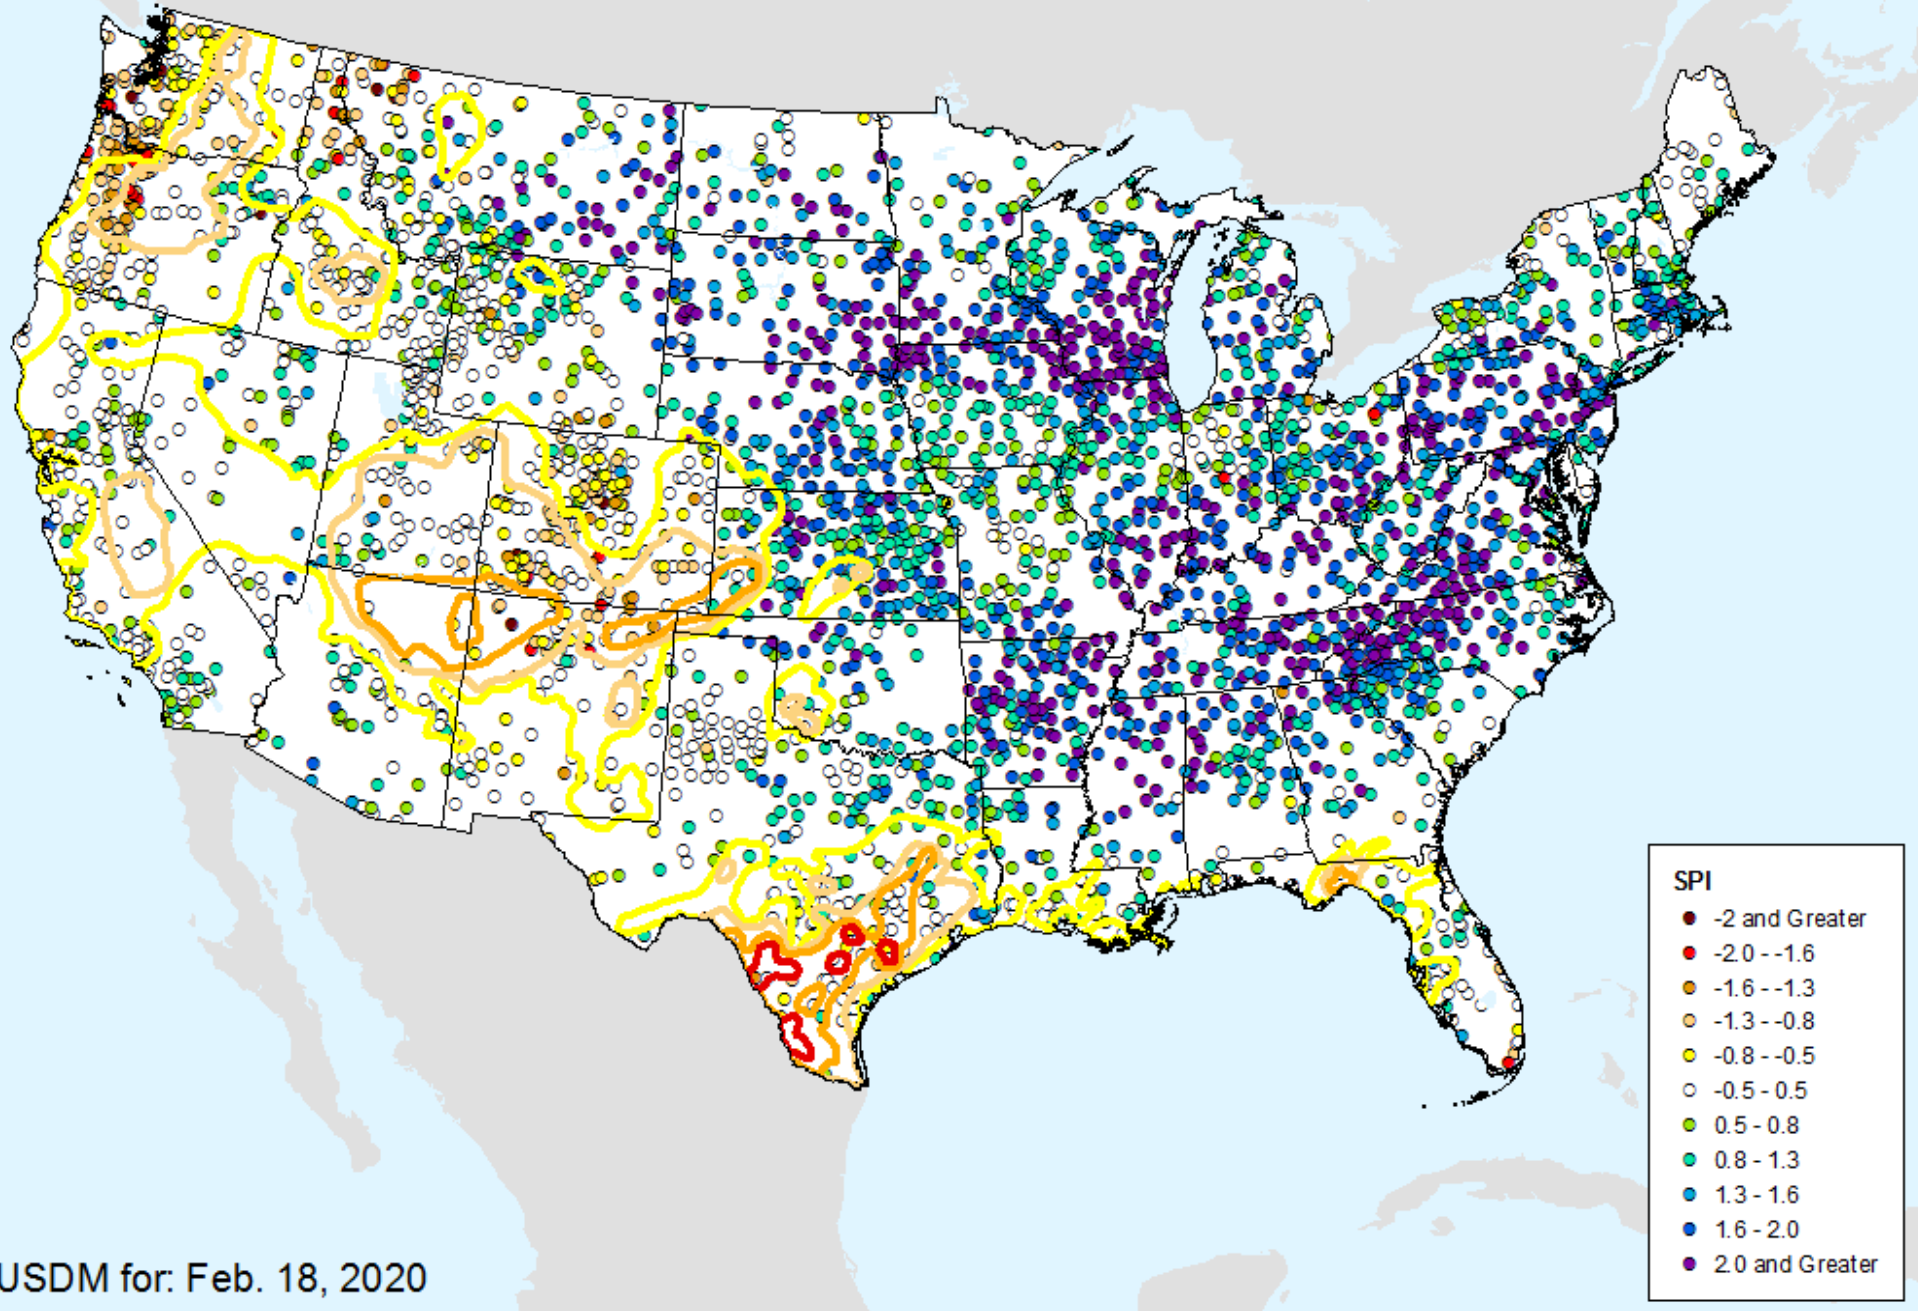 SPI
-2 and Greater
-2.0 - -1.6
-1.6 - -1.3
-1.3 - -0.8
-0.8 - -0.5
-0.5 - 0.5
0.5 - 0.8
0.8 - 1.3
1.3 - 1.6
1.6 - 2.0
2.0 and Greater
USDM for: Feb. 18, 2020